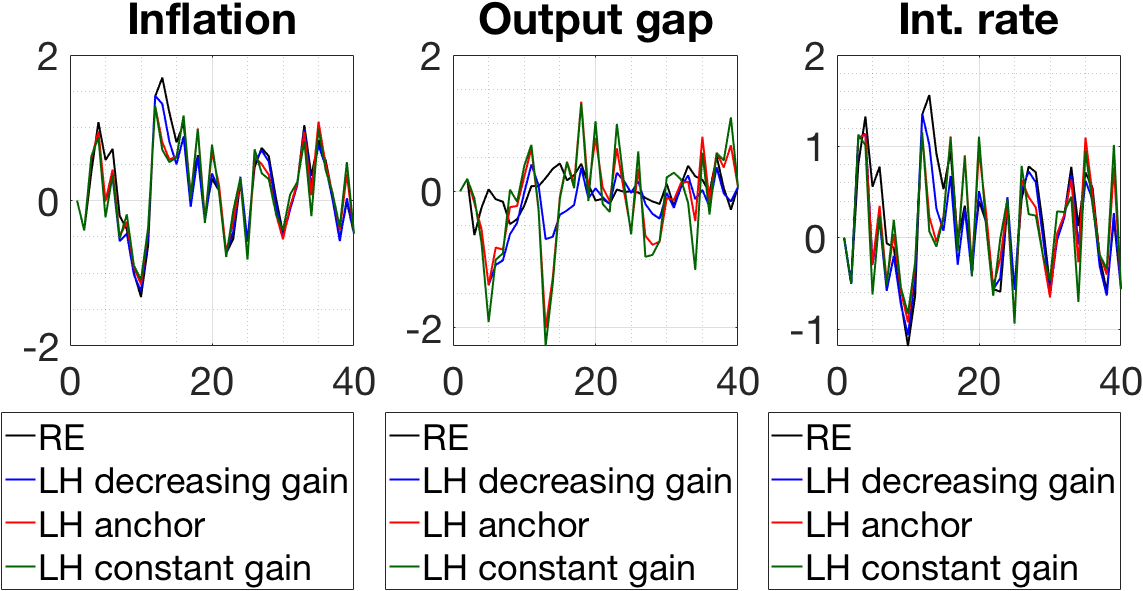 Inflation
Output gap
Int. rate
2
0
-2
0
20
40
2
0
-2
0
20
40
1
0
-1
0
20
40
RE
LH decreasing gain
LH anchor
LH constant gain
RE
LH decreasing gain
LH anchor
LH constant gain
RE
LH decreasing gain
LH anchor
LH constant gain